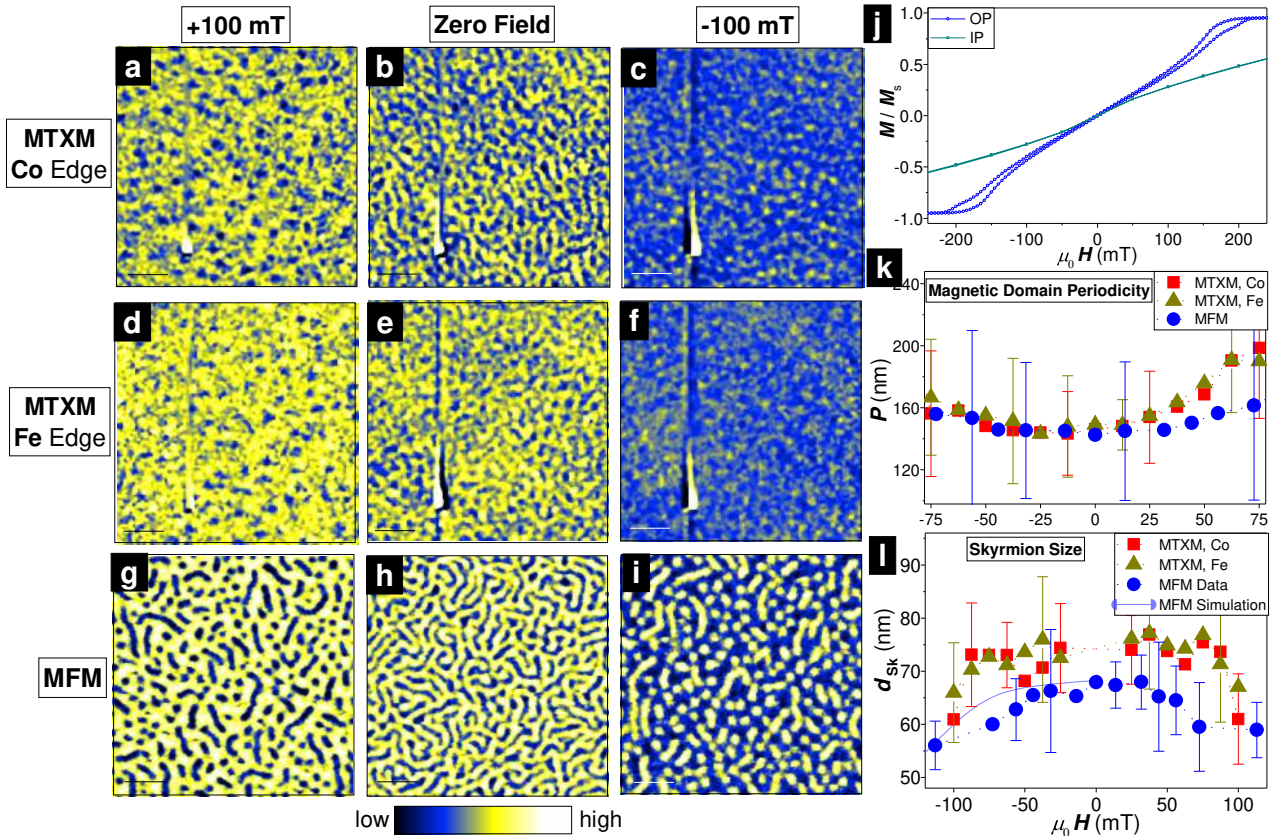 +100 mT
Zero Field
-100 mT
MTXM
Co Edge
a
b
c
MTXM
Fe Edge
d
e
f
MFM
g
h
i
low
high
j
OP
IP
1.0
0.5
0.0
-0.5
-1.0
M / Ms
-200
-100
0
100
200
μ0 H (mT)
k
Magnetic Domain Periodicity
MTXM, Co
MTXM, Fe
MFM
240
200
160
120
P (nm)
-75
-50
-25
0
25
50
75
l
Skyrmion Size
MTXM, Co
MTXM, Fe
MFM Data
MFM Simulation
90
80
70
60
50
dSk (nm)
-100
-50
0
50
100
μ0 H (mT)